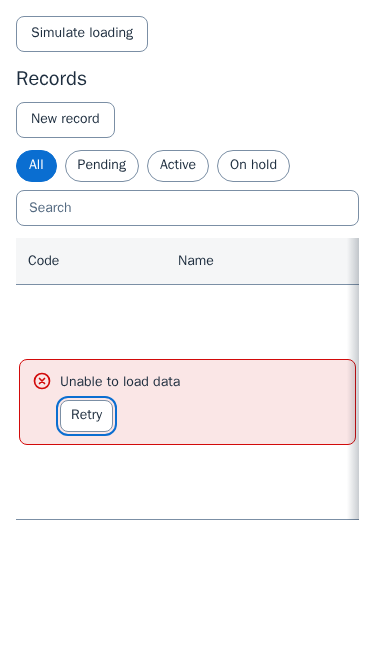 Simulate loading
Records
New record
All Pending Active On hold
Search
Code Name
Unable to load data
Retry